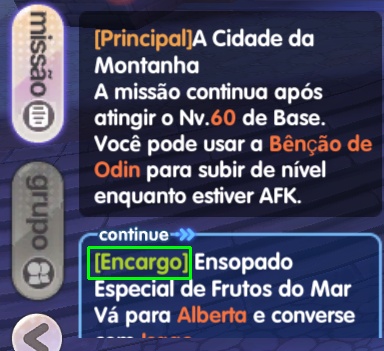 missão
grupo
[Principal]A Cidade da
Montanha
A missão continua após
atingir o Nv.60 de Base.
Você pode usar a Bênção de
Odin para subir de nível
enquanto estiver AFK.
continue
[Encargo] Ensopado
Especial de Frutos do Mar
Vá para Alberta e converse